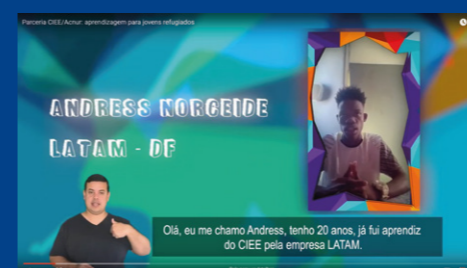 Parceria CIEE/Acnur: aprendizagem para jovens refugiados
ANDRESS NORGEIDE
LATAM - DF
Olá, eu me chamo Andress, tenho 20 anos, já fui aprendiz
do CIEE pela empresa LATAM.